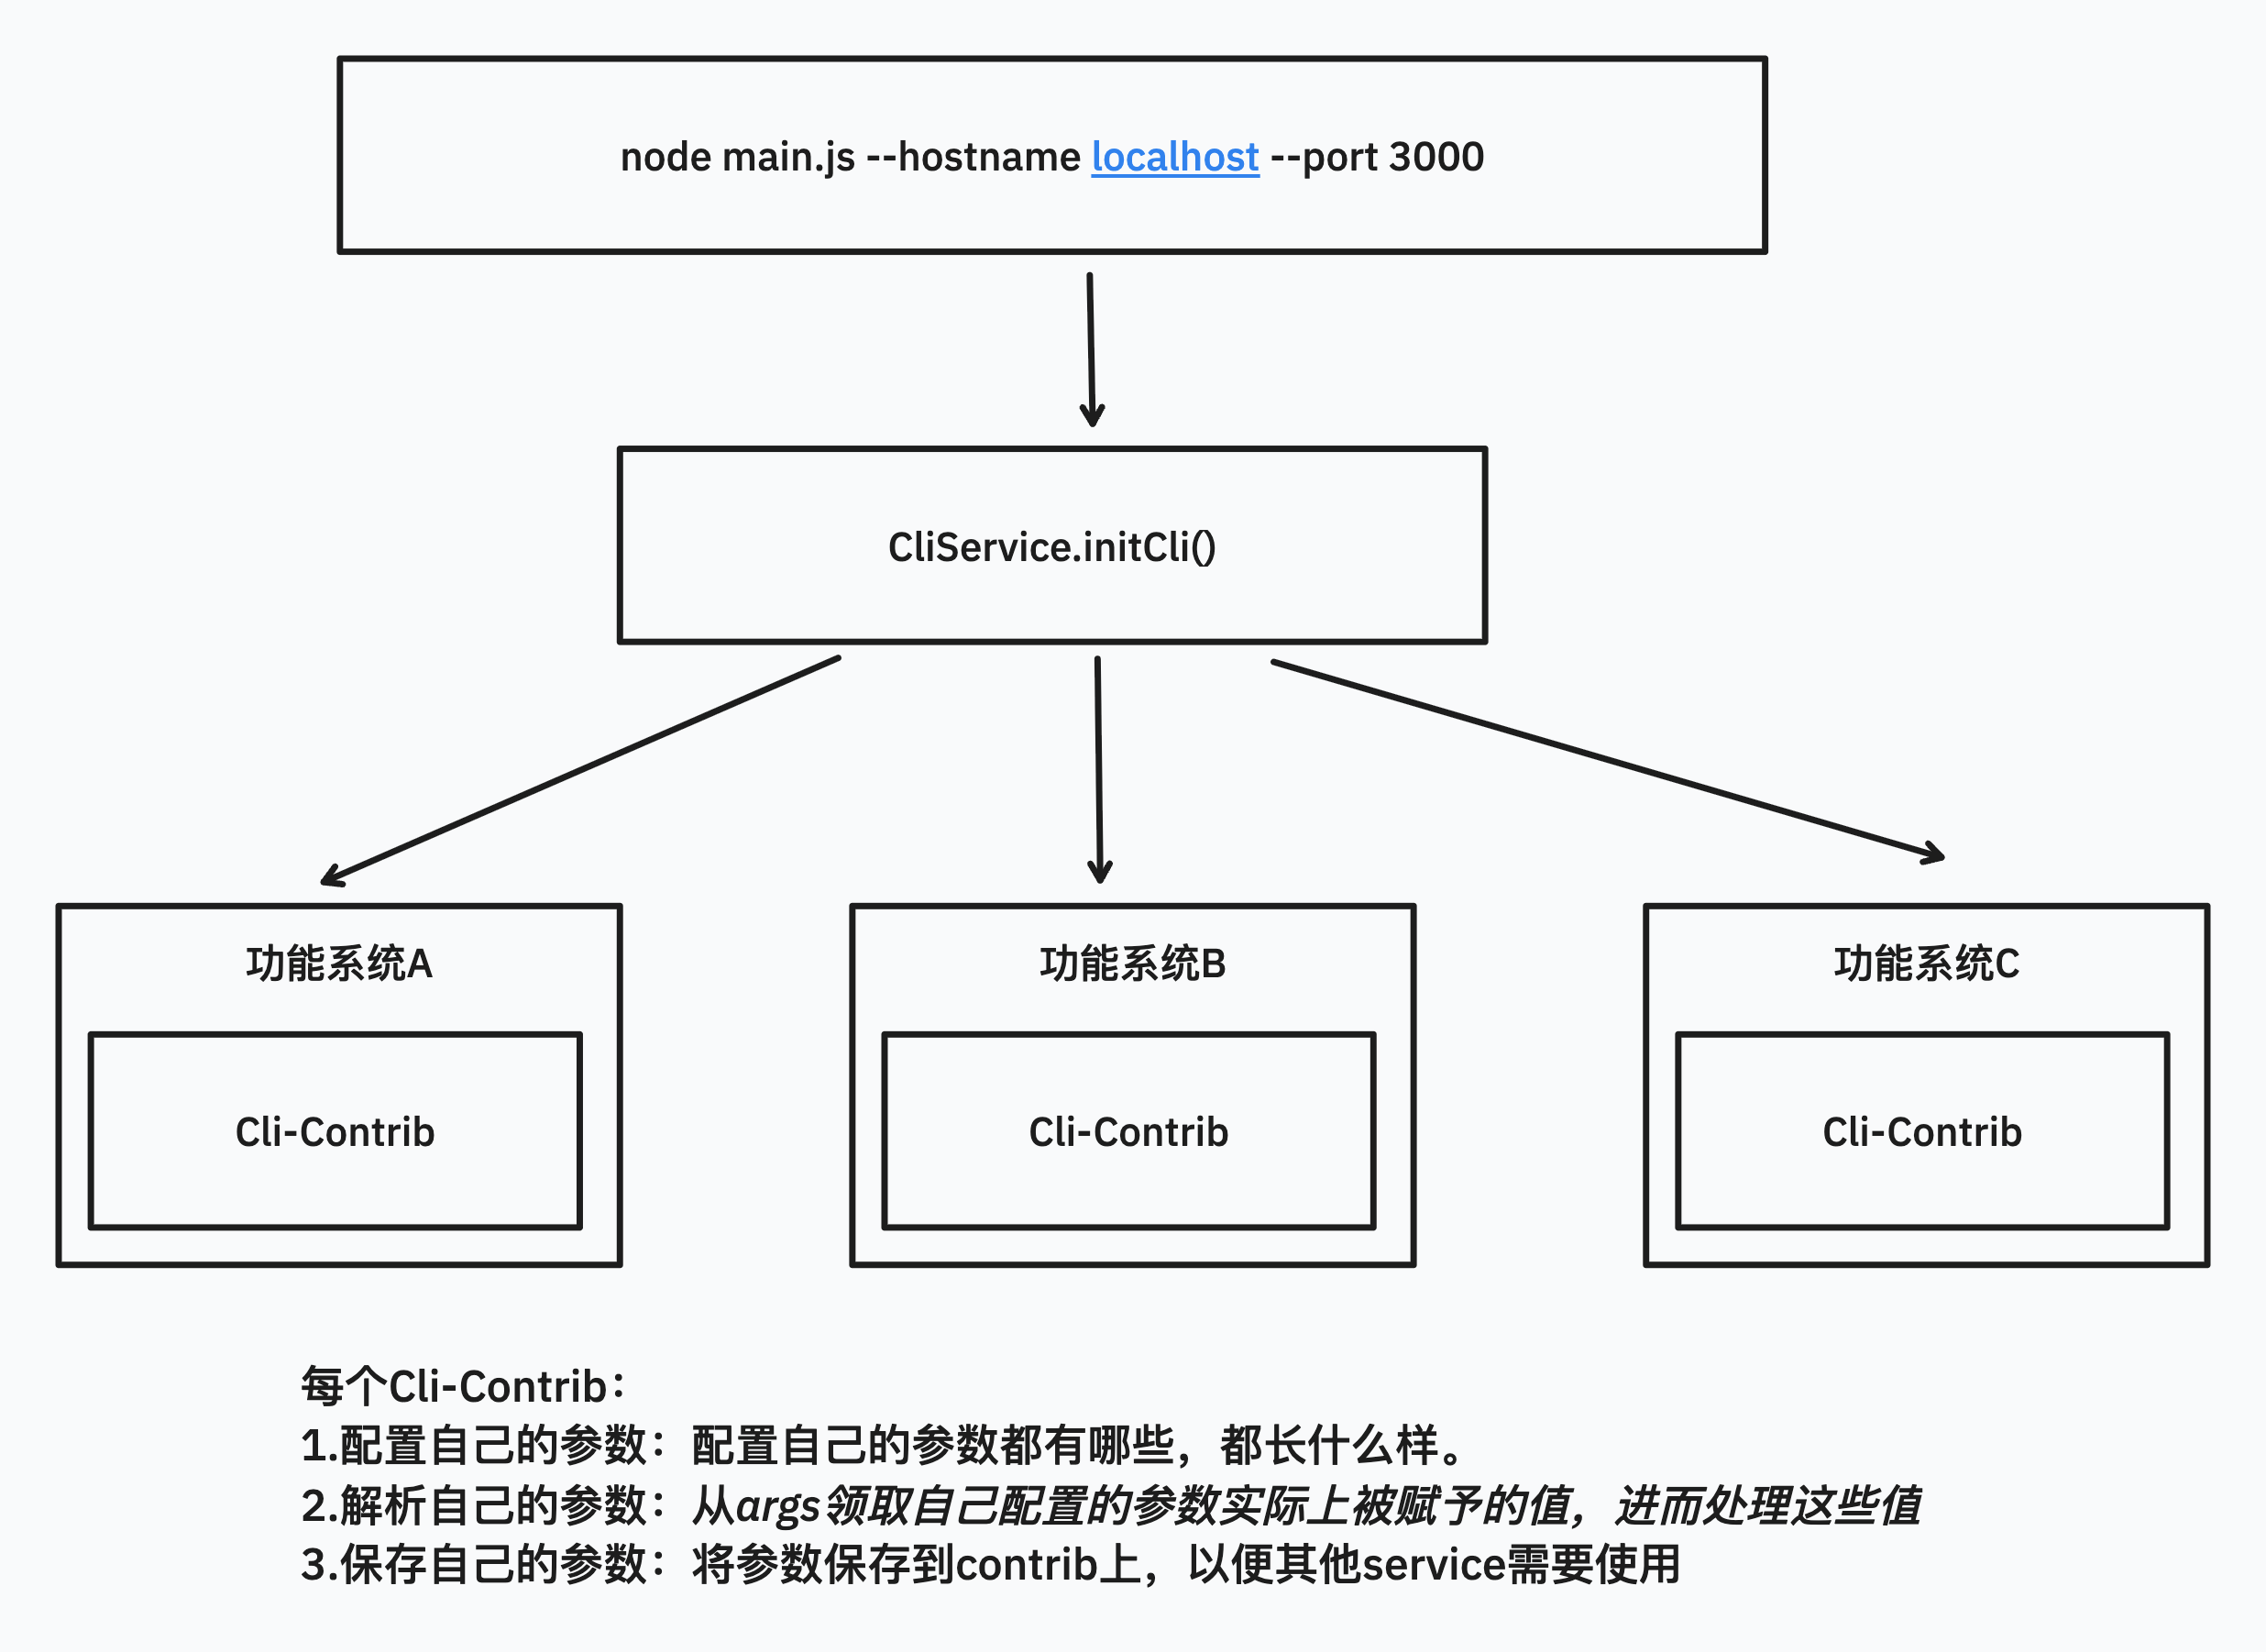 node main.js --hostname localhost --port 3000
CliService.initCli()
功能系统A
功能系统B
功能系统C
Cli-Contrib
Cli-Contrib
Cli-Contrib
每个Cli-Contrib：
1.配置自己的参数：配置自己的参数都有哪些，都长什么样。
2.解析自己的参数：从args领取自己配置的参数实际上被赋予的值，进而处理这些值
3.保存自己的参数：将参数保存到contrib上，以便其他service需要使用